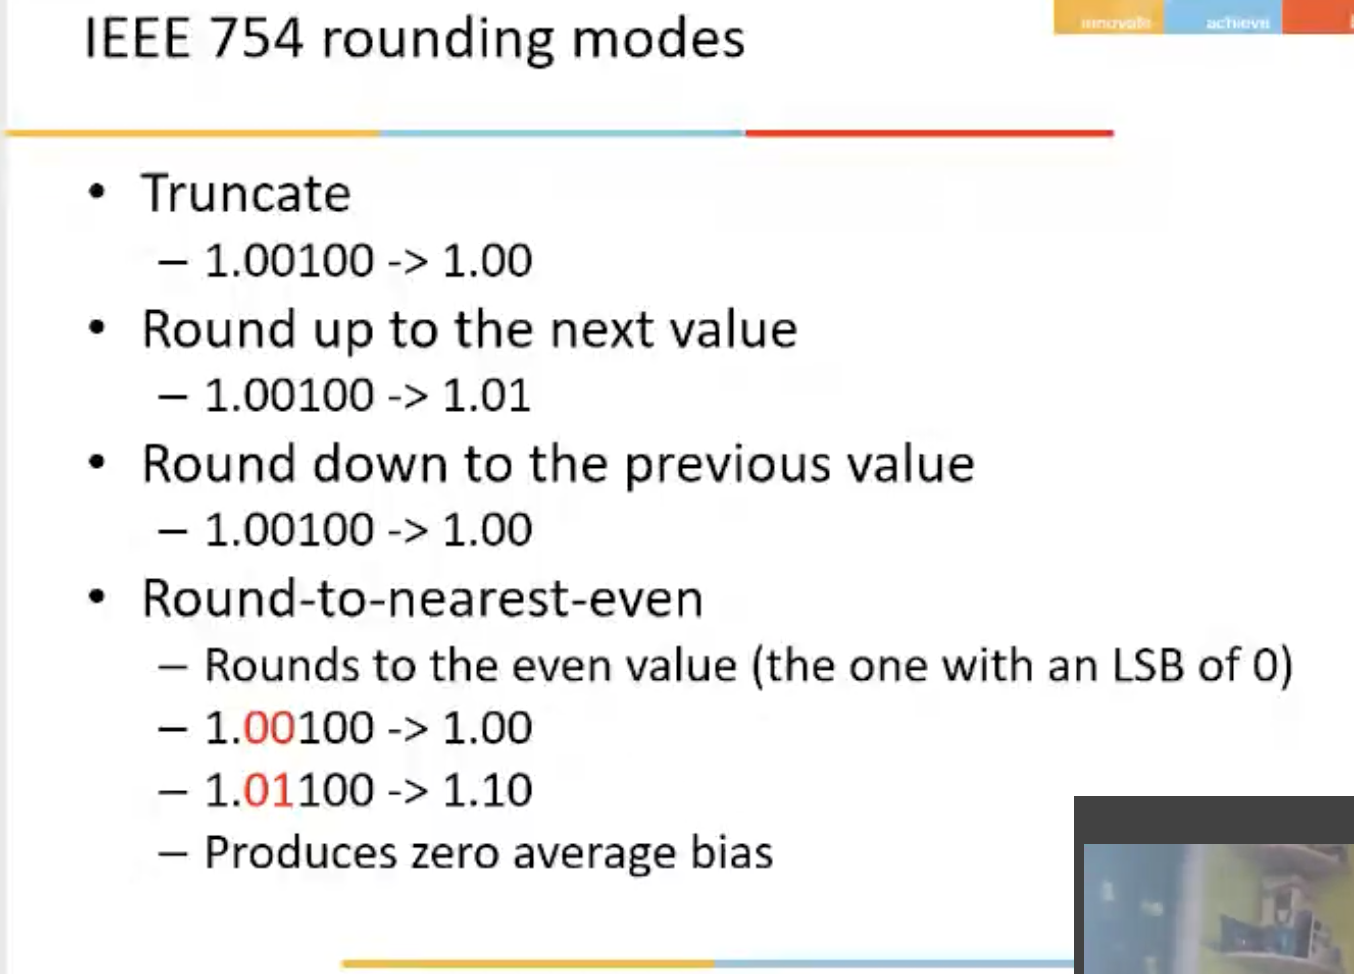 IEEE 754 rounding modes
innovate achieve
• Truncate
– 1.00100 -> 1.00
• Round up to the next value
– 1.00100 -> 1.01
• Round down to the previous value
– 1.00100 -> 1.00
• Round-to-nearest-even
– Rounds to the even value (the one with an LSB of 0)
– 1.00100 -> 1.00
– 1.01100 -> 1.10
– Produces zero average bias